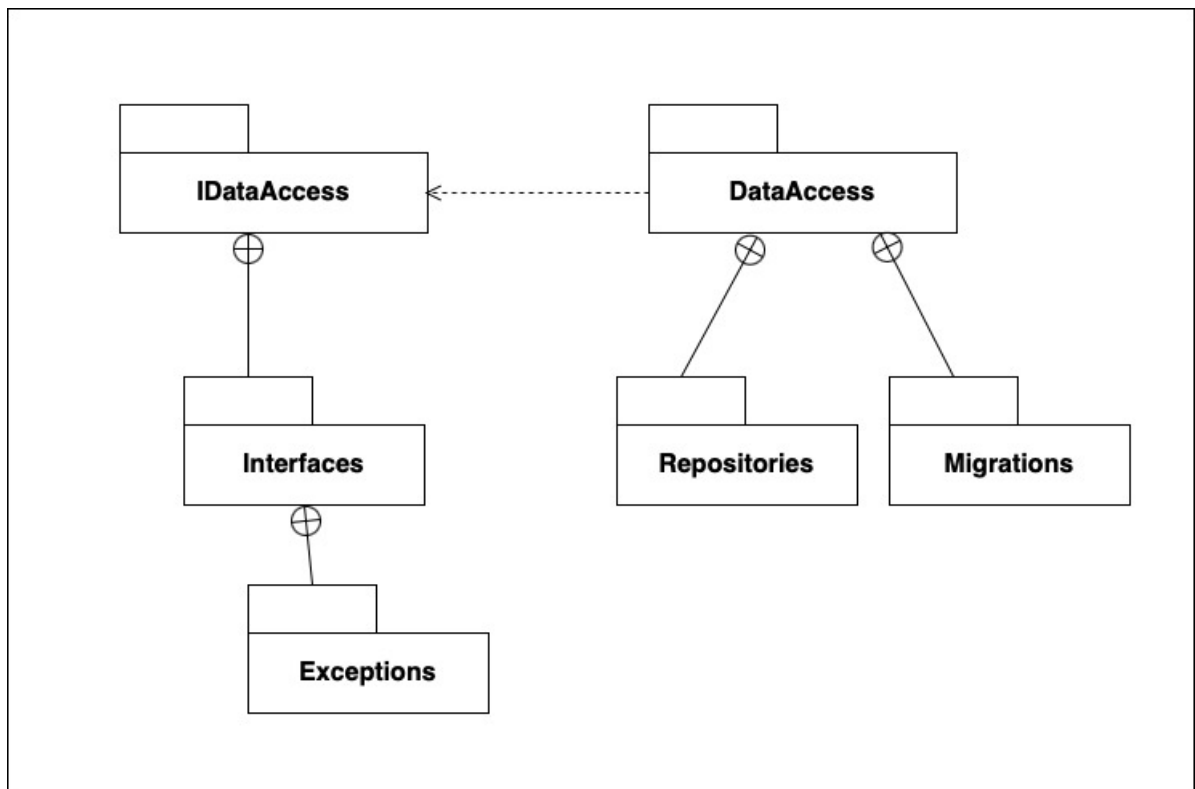 IDataAccess
DataAccess
Interfaces
Repositories
Migrations
Exceptions